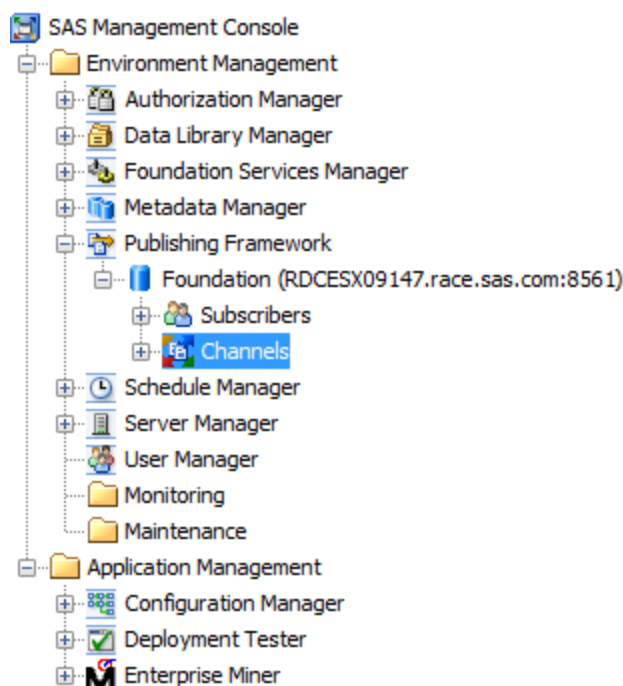 SAS Management Console
Environment Management
Authorization Manager
Data Library Manager
Foundation Services Manager
Metadata Manager
Publishing Framework
Foundation (RDCESX09147.race.sas.com:8561)
Subscribers
Channels
Schedule Manager
Server Manager
User Manager
Monitoring
Maintenance
Application Management
Configuration Manager
Deployment Tester
Enterprise Miner